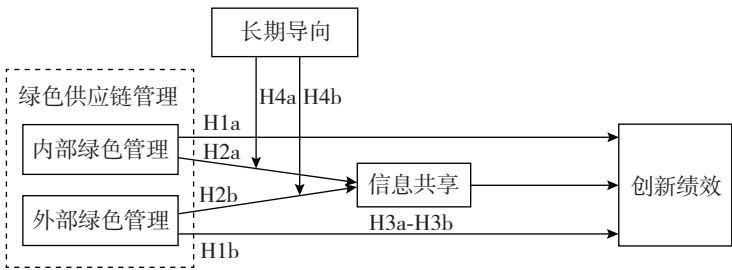 长期导向
绿色供应链管理
H4a
H4b
H1a
内部绿色管理
H2a
信息共享
创新绩效
H2b
外部绿色管理
H3a-H3b
H1b